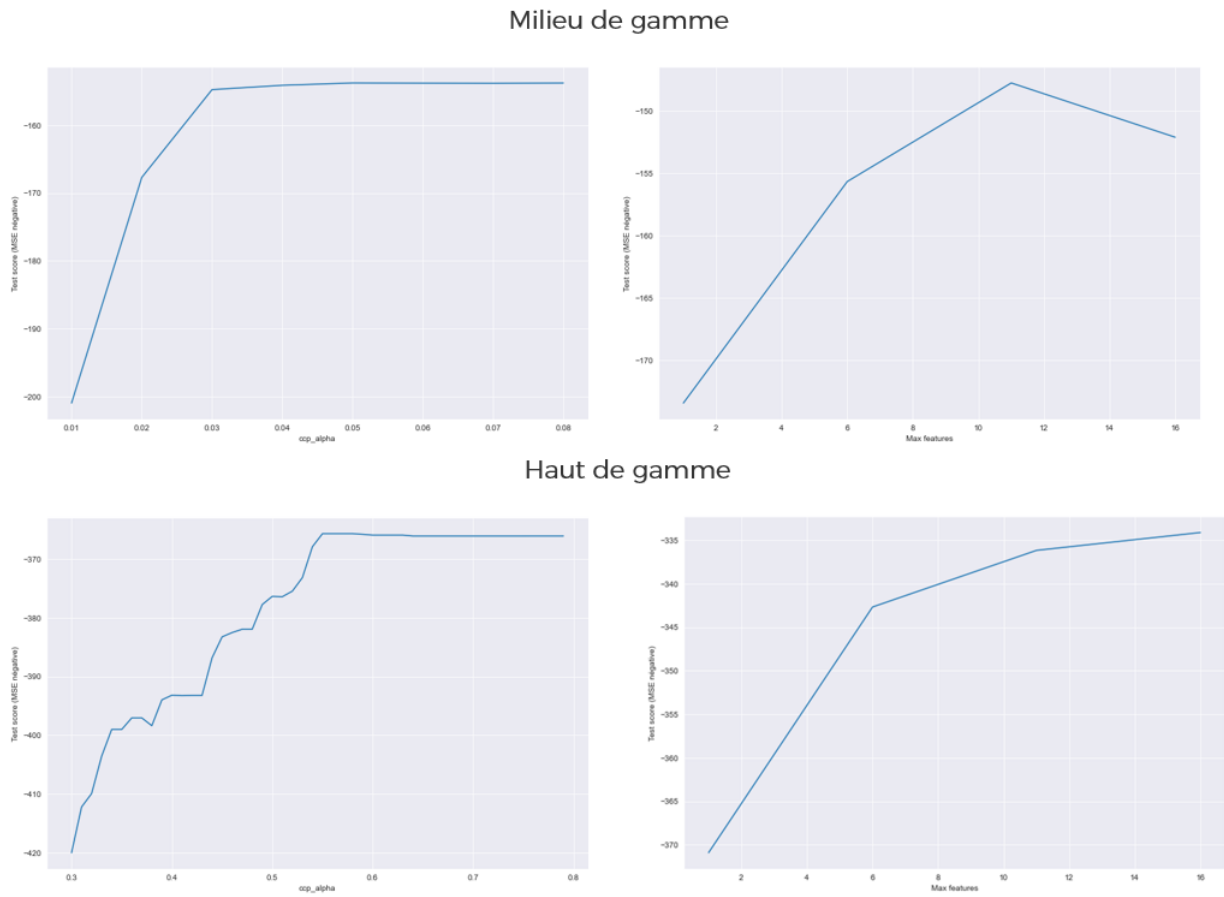 Milieu de gamme
Test score (MSE négative)
−160
−170
−180
−190
−200
0.01 0.02 0.03 0.04 0.05 0.06 0.07 0.08
ccp_alpha
Test score (MSE négative)
−150
−155
−160
−165
−170
2 4 6 8 10 12 14 16
Max features
Haut de gamme
Test score (MSE négative)
−370
−380
−390
−400
−410
−420
0.3 0.4 0.5 0.6 0.7 0.8
ccp_alpha
Test score (MSE négative)
−335
−340
−345
−350
−355
−360
−365
−370
2 4 6 8 10 12 14 16
Max features